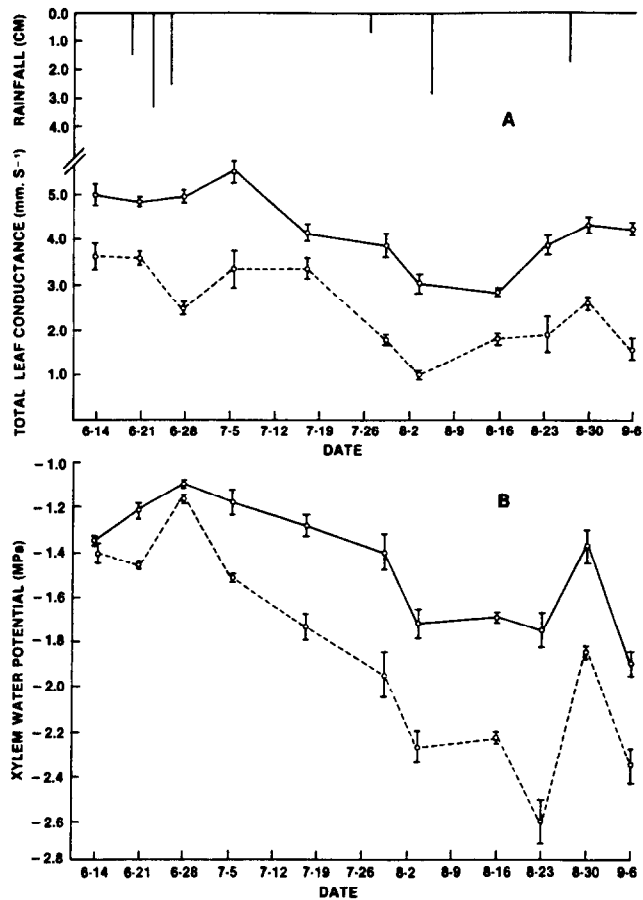 RAINFALL (CM)
0.0
1.0
2.0
3.0
4.0
A
TOTAL LEAF CONDUCTANCE (mm. S⁻¹)
5.0
4.0
3.0
2.0
1.0
6-14 6-21 6-28 7-5 7-12 7-19 7-26 8-2 8-9 8-16 8-23 8-30 9-6
DATE
B
XYLEM WATER POTENTIAL (MPa)
-1.0
-1.2
-1.4
-1.6
-1.8
-2.0
-2.2
-2.4
-2.6
-2.8
6-14 6-21 6-28 7-5 7-12 7-19 7-26 8-2 8-9 8-16 8-23 8-30 9-6
DATE